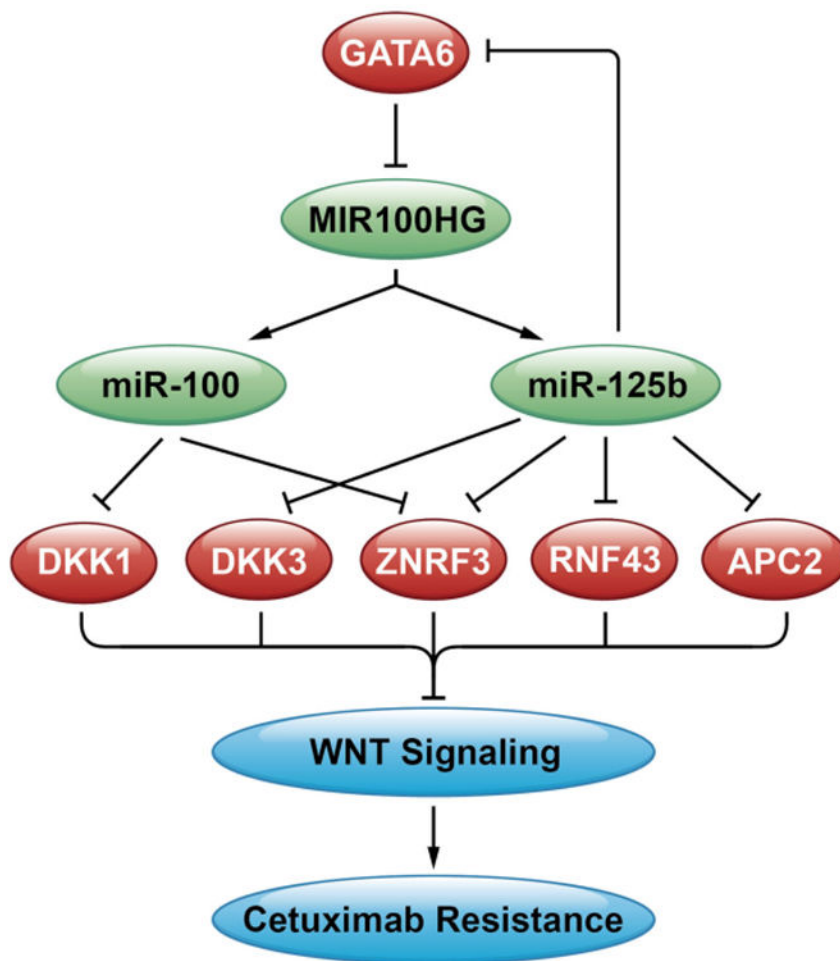 GATA6
MIR100HG
miR-100
miR-125b
DKK1
DKK3
ZNRF3
RNF43
APC2
WNT Signaling
Cetuximab Resistance